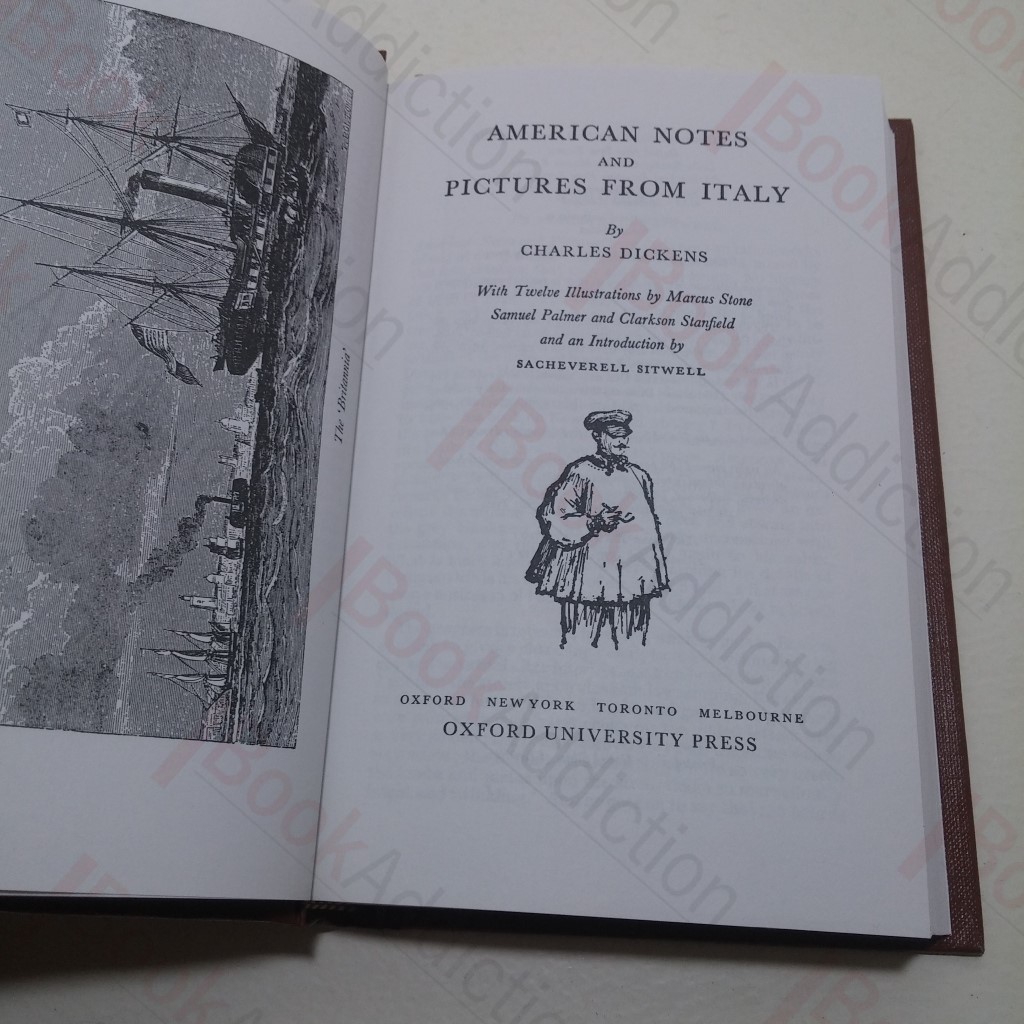 The 'Britannia'
AMERICAN NOTES
AND
PICTURES FROM ITALY
By
CHARLES DICKENS
With Twelve Illustrations by Marcus Stone
Samuel Palmer and Clarkson Stanfield
and an Introduction by
SACHEVERELL SITWELL
OXFORD NEW YORK TORONTO MELBOURNE
OXFORD UNIVERSITY PRESS
BookAddiction